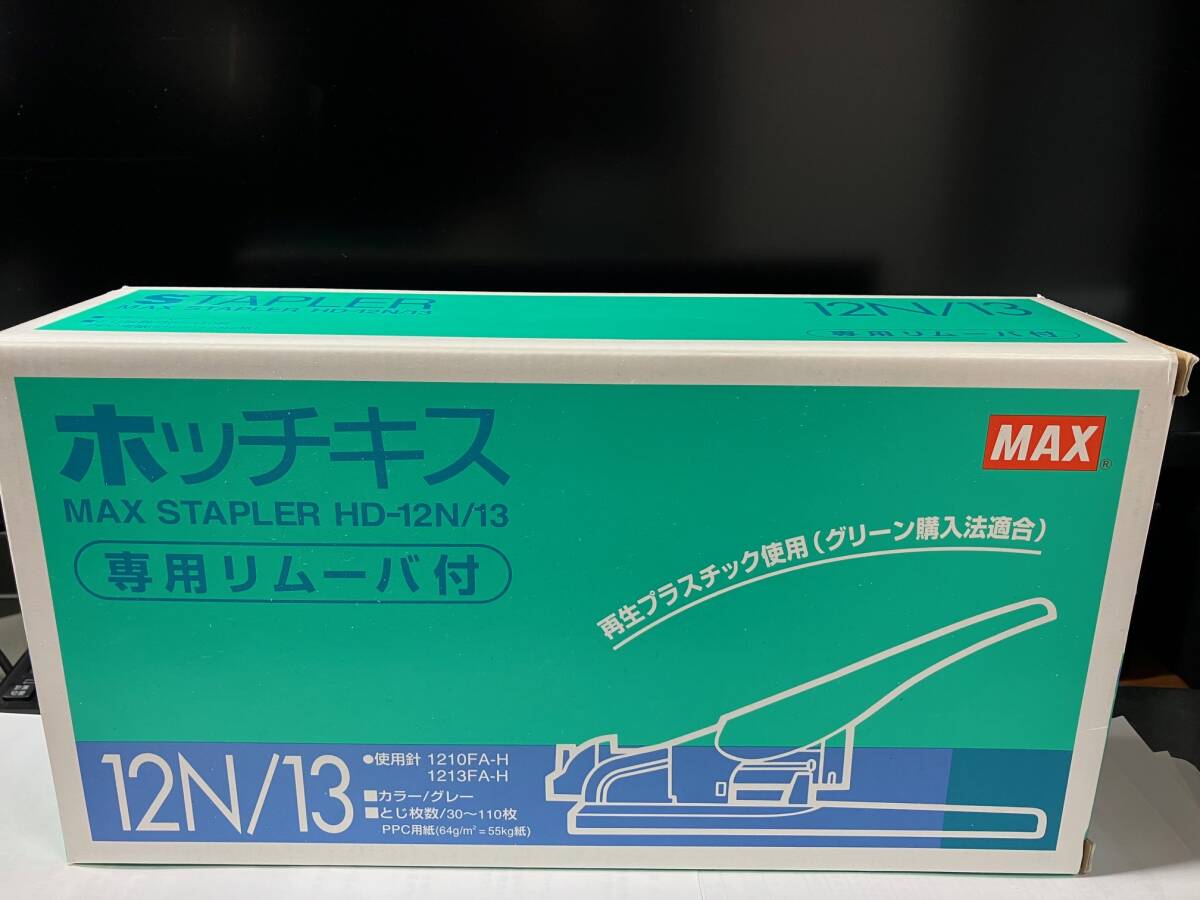 STAPLER
MAX STAPLER HD-12N/13
12N/13
専用リムーバ付
ホッチキス
MAX STAPLER HD-12N/13
専用リムーバ付
MAX®
再生プラスチック使用(グリーン購入法適合)
12N/13
●使用針 1210FA-H
1213FA-H
■カラー/グレー
■とじ枚数/30〜110枚
PPC用紙(64g/m²=55kg紙)